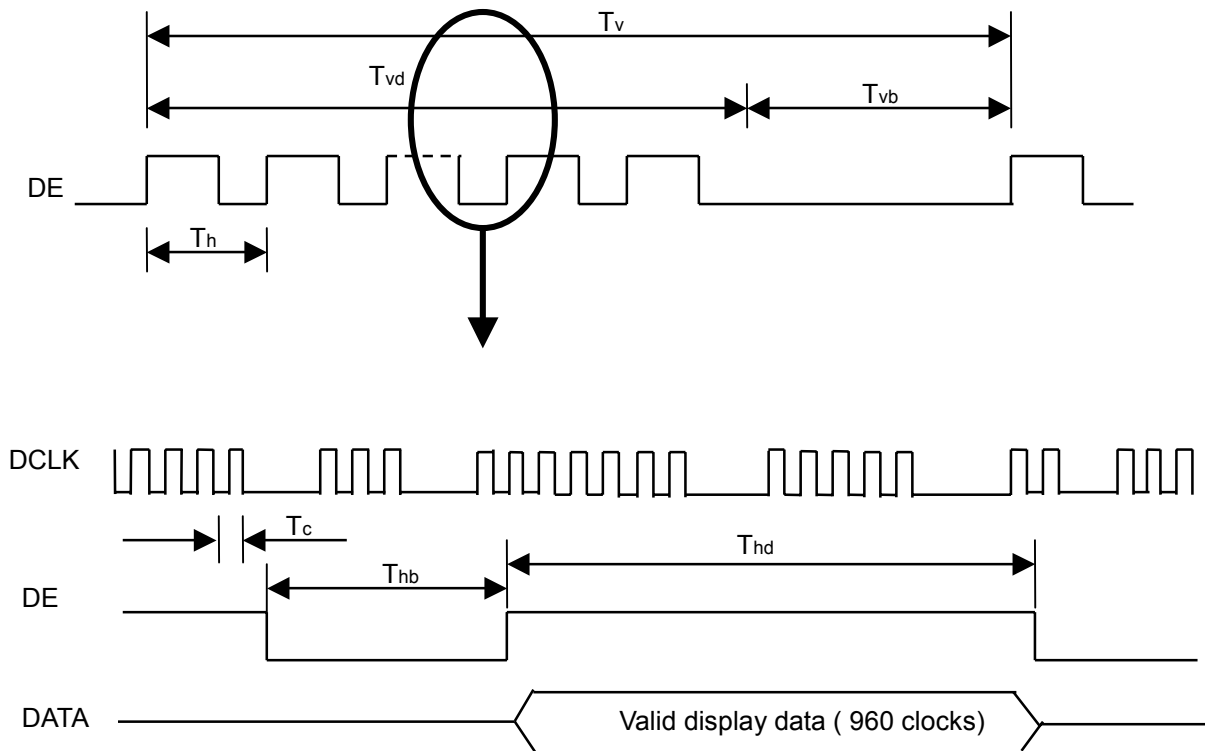 Tv
Tvd
Tvb
DE
Th
DCLK
Tc
Thd
Thb
DE
DATA
Valid display data ( 960 clocks)